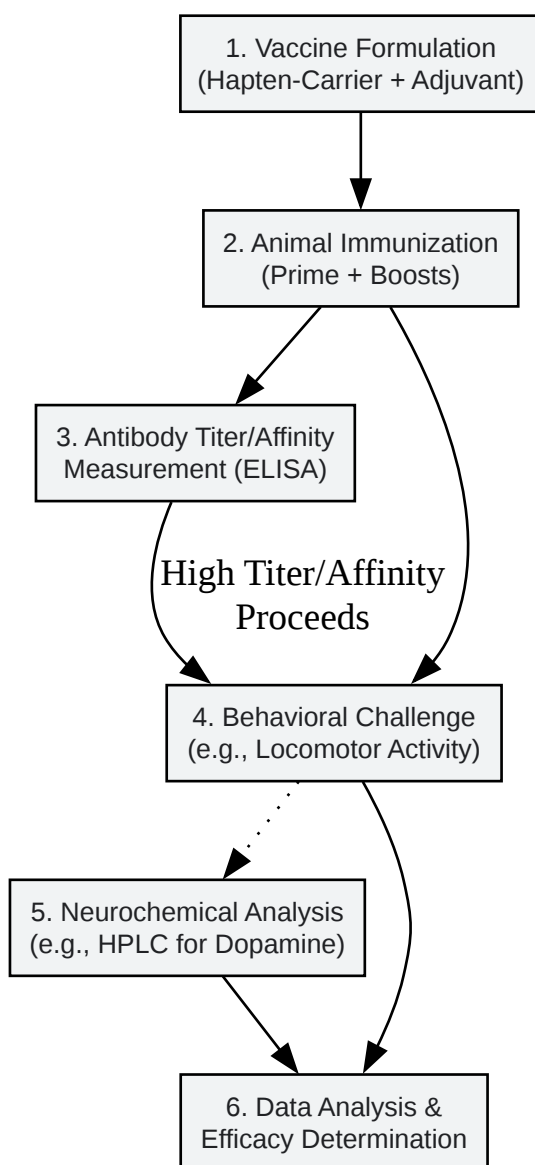 1. Vaccine Formulation
(Hapten-Carrier + Adjuvant)
2. Animal Immunization
(Prime + Boosts)
3. Antibody Titer/Affinity
Measurement (ELISA)
High Titer/Affinity
Proceeds
4. Behavioral Challenge
(e.g., Locomotor Activity)
5. Neurochemical Analysis
(e.g., HPLC for Dopamine)
6. Data Analysis &
Efficacy Determination